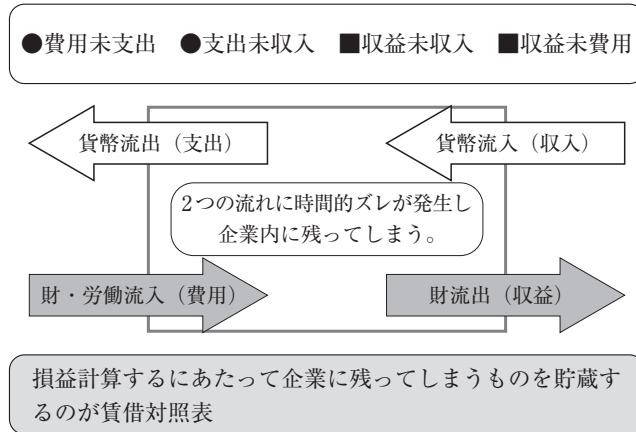 ●費用未支出 ●支出未収入 ■収益未収入 ■収益未費用
貨幣流出（支出）
貨幣流入（収入）
2つの流れに時間的ズレが発生し
企業内に残ってしまう。
財・労働流入（費用）
財流出（収益）
損益計算するにあたって企業に残ってしまうものを貯蔵す
るのが賃借対照表